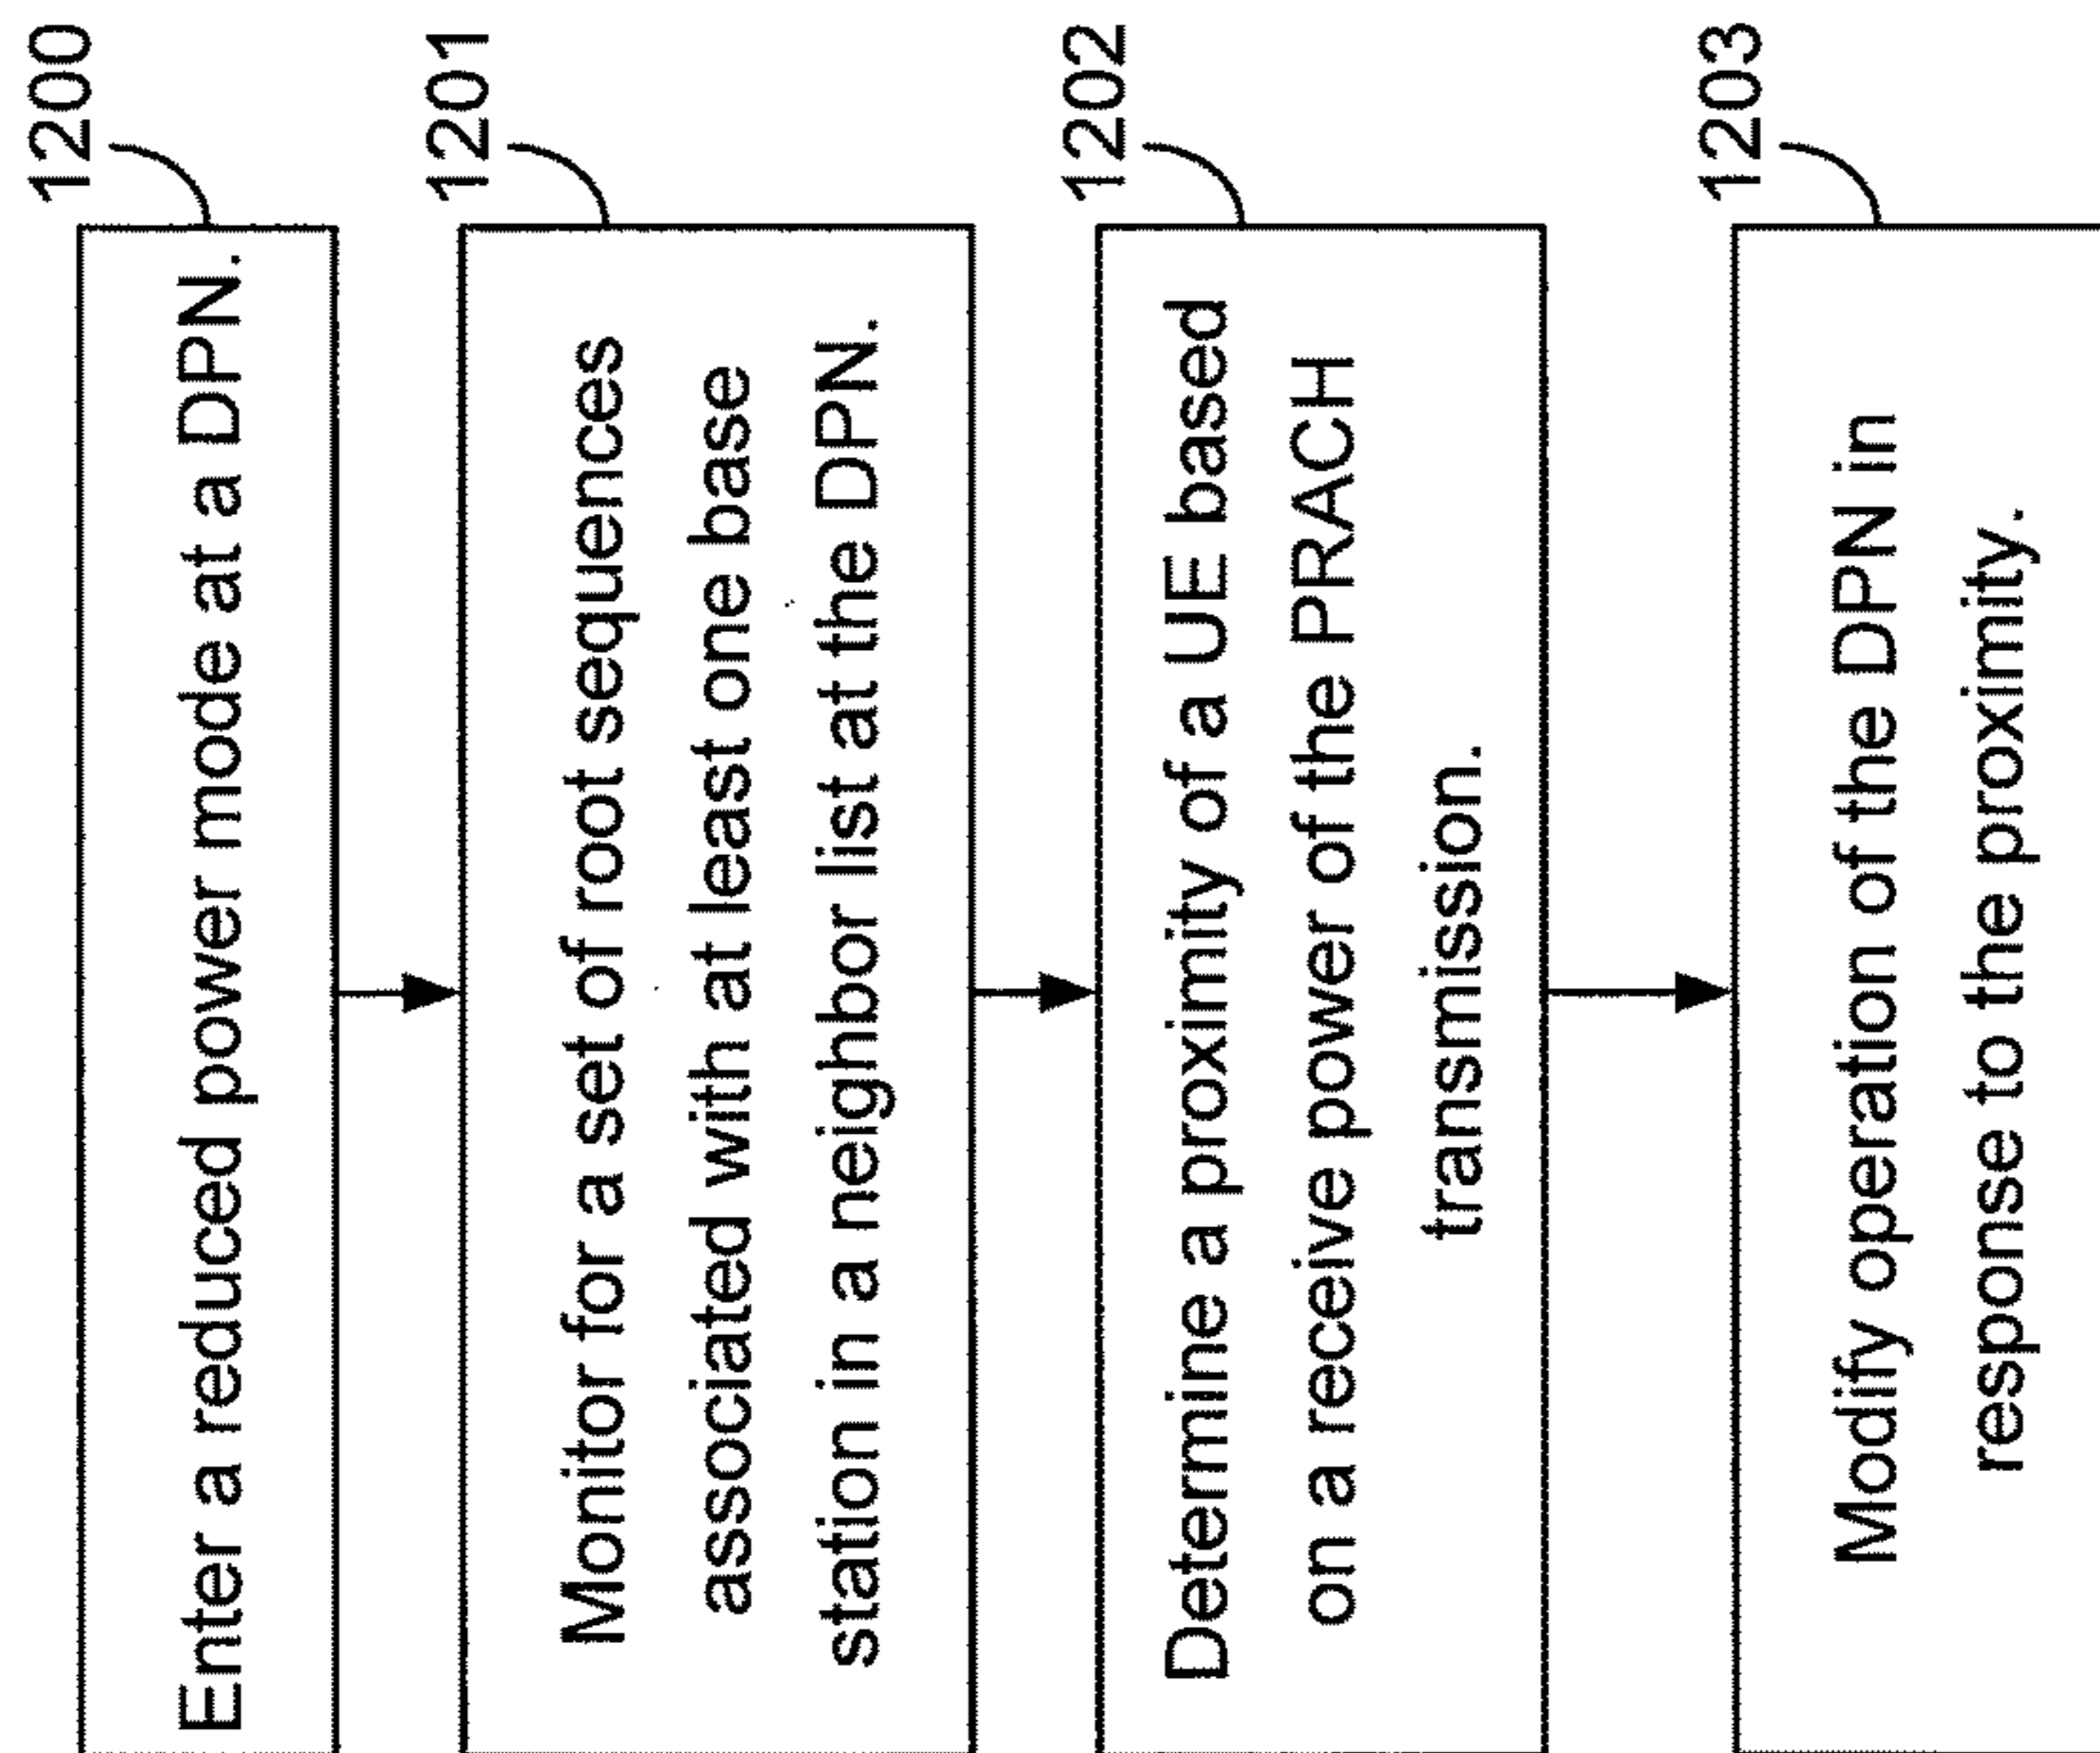 1200
Enter a reduced power mode at a DPN.
1201
Monitor for a set of root sequences
associated with at least one base
station in a neighbor list at the DPN.
1202
Determine a proximity of a UE based
on a receive power of the PRACH
transmission.
1203
Modify operation of the DPN in
response to the proximity.